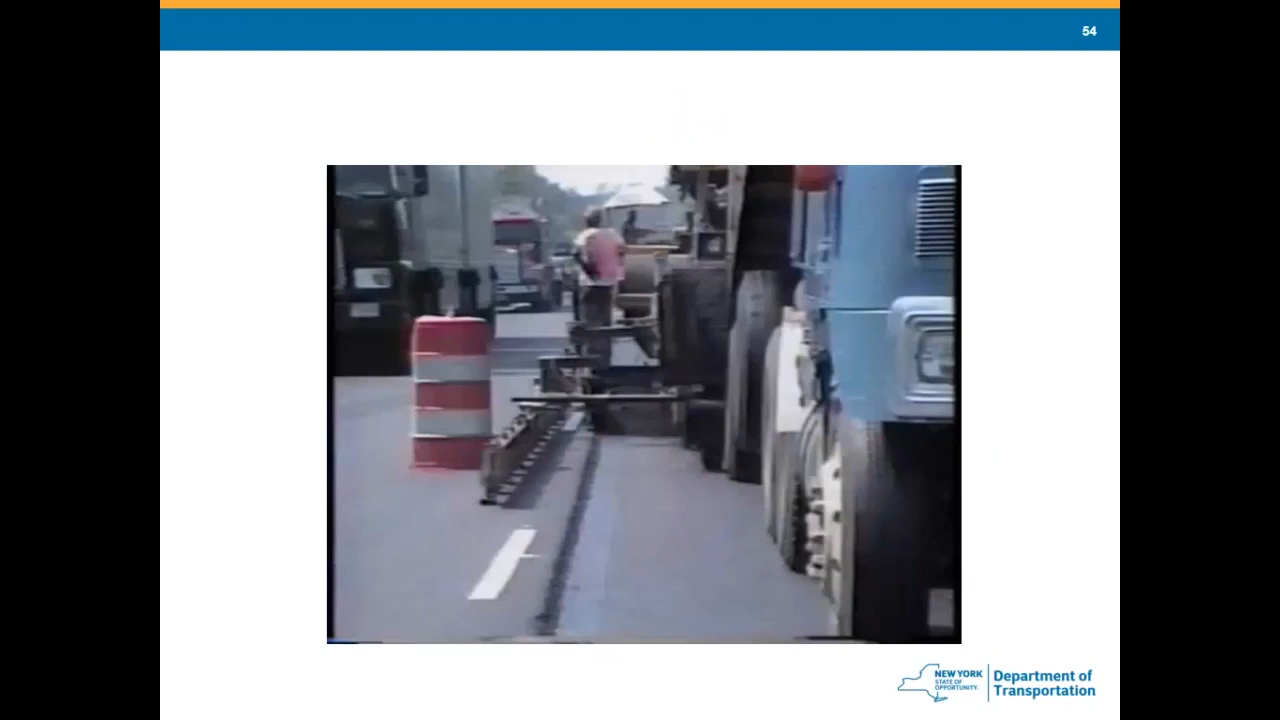 54
NEW YORK
STATE OF
OPPORTUNITY.
Department of
Transportation